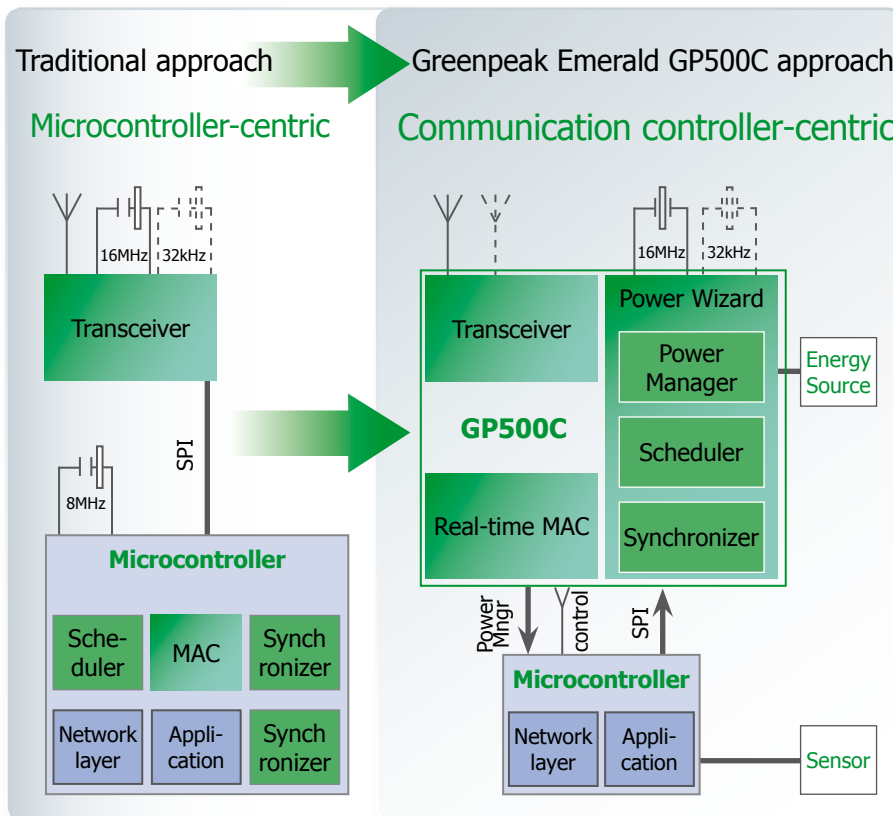 Traditional approach
Greenpeak Emerald GP500C approach
Microcontroller-centric
Communication controller-centric
16MHz
32kHz
Transceiver
SPI
8MHz
Microcontroller
Sche-
duler
MAC
Synch
ronizer
Network
layer
Appli-
cation
Synch
ronizer
16MHz
32kHz
Transceiver
Power Wizard
Power
Manager
Energy
Source
GP500C
Scheduler
Real-time MAC
Synchronizer
Power
Mngr
control
SPI
Microcontroller
Network
layer
Appli-
cation
Sensor